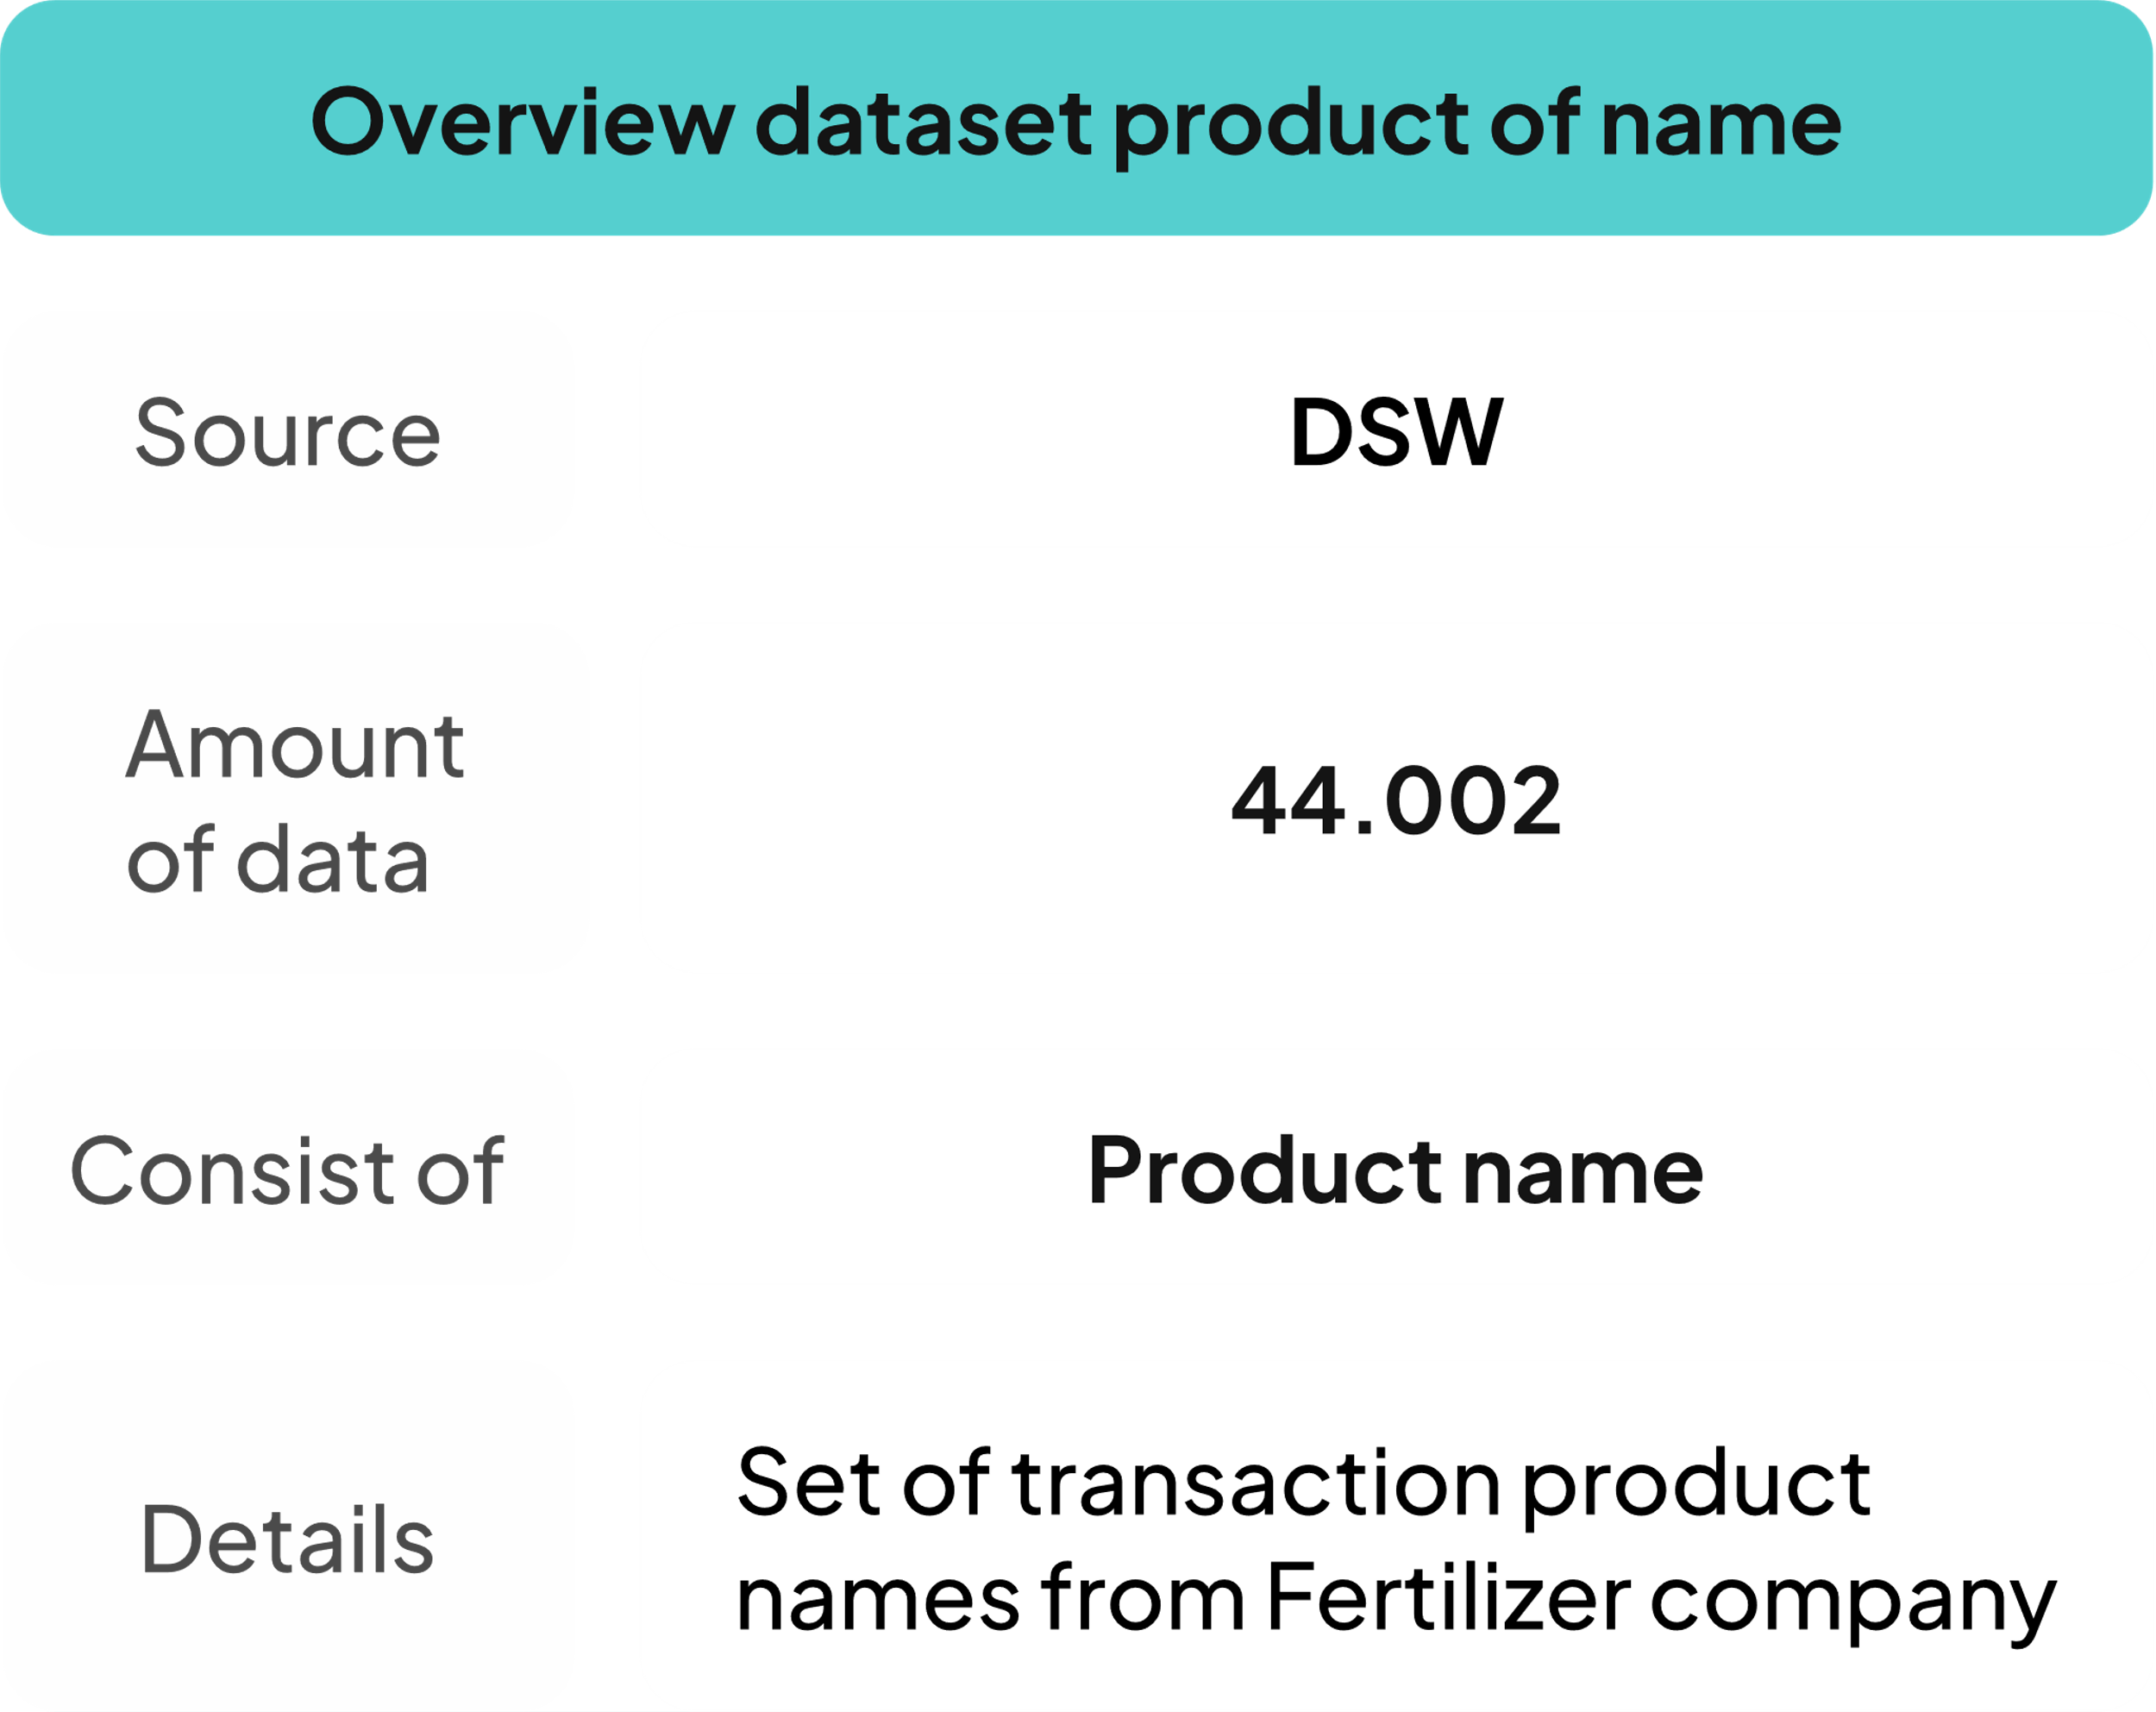 Overview dataset product of name
Source
DSW
Amount
of data
44.002
Consist of
Product name
Details
Set of transaction product
names from Fertilizer company